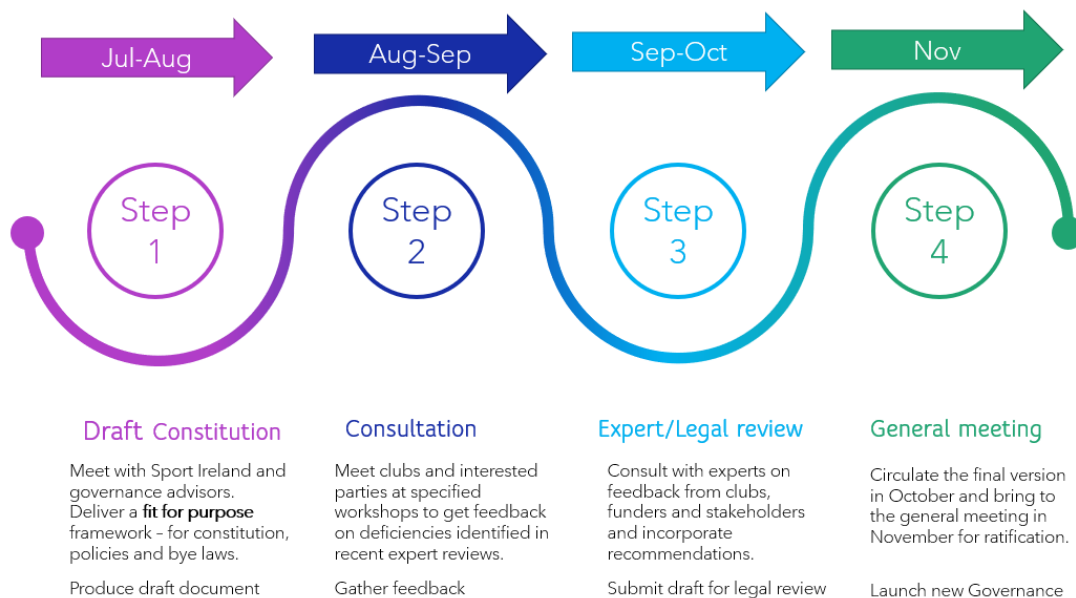 Jul-Aug
Aug-Sep
Sep-Oct
Nov
Step
1
Step
2
Step
3
Step
4
Draft Constitution
Meet with Sport Ireland and
governance advisors.
Deliver a fit for purpose
framework – for constitution,
policies and bye laws.
Produce draft document
Consultation
Meet clubs and interested
parties at specified
workshops to get feedback
on deficiencies identified in
recent expert reviews.
Gather feedback
Expert/Legal review
Consult with experts on
feedback from clubs,
funders and stakeholders
and incorporate
recommendations.
Submit draft for legal review
General meeting
Circulate the final version
in October and bring to
the general meeting in
November for ratification.
Launch new Governance